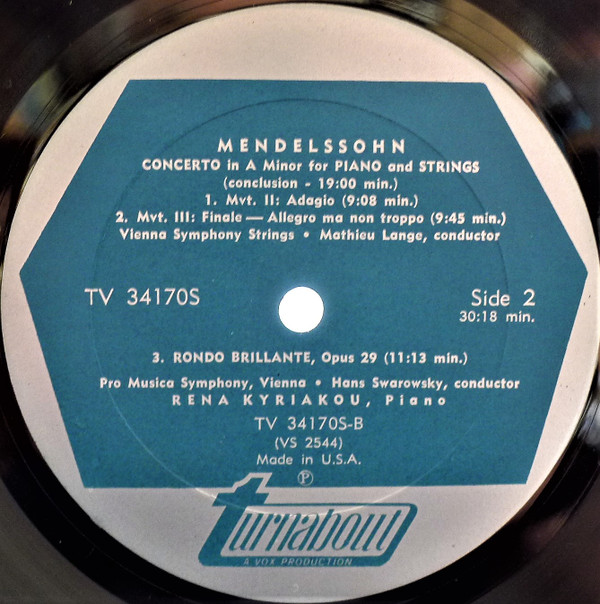 MENDELSSOHN
CONCERTO in A Minor for PIANO and STRINGS
(conclusion - 19:00 min.)
1. Mvt. II: Adagio (9:08 min.)
2. Mvt. III: Finale — Allegro ma non troppo (9:45 min.)
Vienna Symphony Strings • Mathieu Lange, conductor
TV 34170S
Side 2
30:18 min.
3. RONDO BRILLANTE, Opus 29 (11:13 min.)
Pro Musica Symphony, Vienna • Hans Swarowsky, conductor
RENA KYRIAKOU, Piano
TV 34170S-B
(VS 2544)
Made in U.S.A.
℗
turnabout
A VOX PRODUCTION